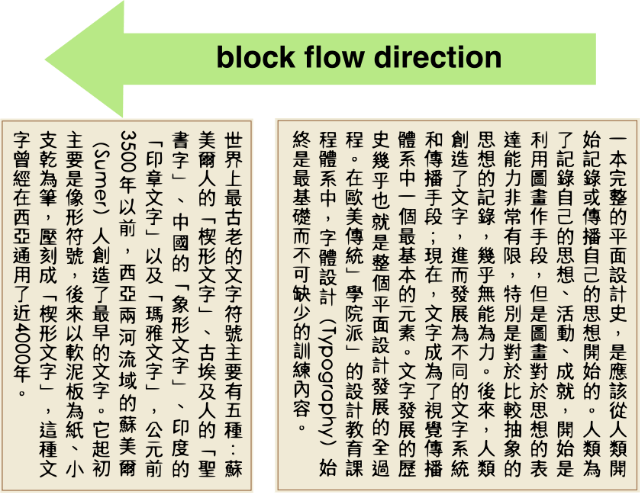 block flow direction
一本完整的平面設計史，是應該從人類開
始記錄或傳播自己的思想開始的。人類為
了記錄自己的思想、活動、成就，開始是
利用圖畫作手段，但是圖畫對於思想的表
達能力非常有限，特別是對於比較抽象的
思想的記錄，幾乎無能為力。後來，人類
創造了文字，進而發展為不同的文字系統
和傳播手段；現在，文字成為了視覺傳播
體系中一個最基本的元素。文字發展的歷
史幾乎也就是整個平面設計發展的全過
程。在歐美傳統」學院派」的設計教育課
程體系中，字體設計（Typography）始
終是最基礎而不可缺少的訓練內容。
世界上最古老的文字符號主要有五種：蘇
美爾人的「楔形文字」、古埃及人的「聖
書字」、中國的「象形文字」、印度的
「印章文字」以及「瑪雅文字」，公元前
3500年以前，西亞兩河流域的蘇美爾
（Sumer）人創造了最早的文字。它起初
主要是像形符號，後來以軟泥板為紙、小
支乾為筆，壓刻成「楔形文字」，這種文
字曾經在西亞通用了近4000年。